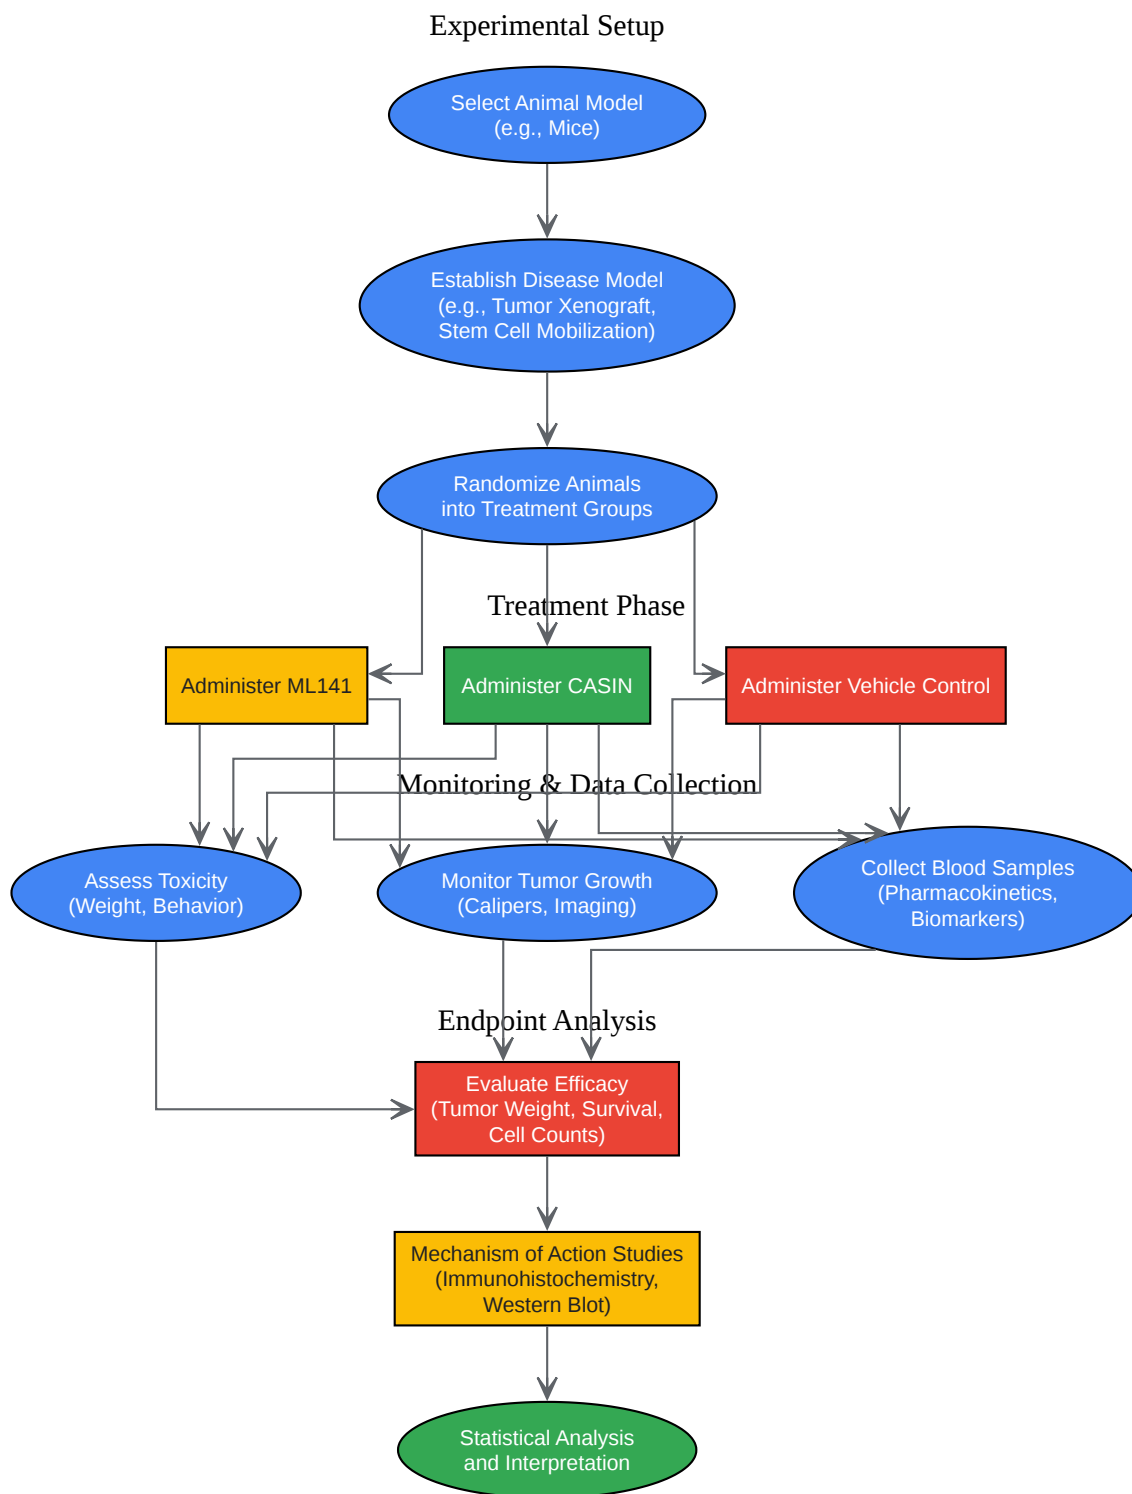 Experimental Setup
Select Animal Model
(e.g., Mice)
Establish Disease Model
(e.g., Tumor Xenograft,
Stem Cell Mobilization)
Randomize Animals
into Treatment Groups
Treatment Phase
Administer ML141
Administer CASIN
Administer Vehicle Control
Monitoring & Data Collection
Assess Toxicity
(Weight, Behavior)
Monitor Tumor Growth
(Calipers, Imaging)
Collect Blood Samples
(Pharmacokinetics,
Biomarkers)
Endpoint Analysis
Evaluate Efficacy
(Tumor Weight, Survival,
Cell Counts)
Mechanism of Action Studies
(Immunohistochemistry,
Western Blot)
Statistical Analysis
and Interpretation